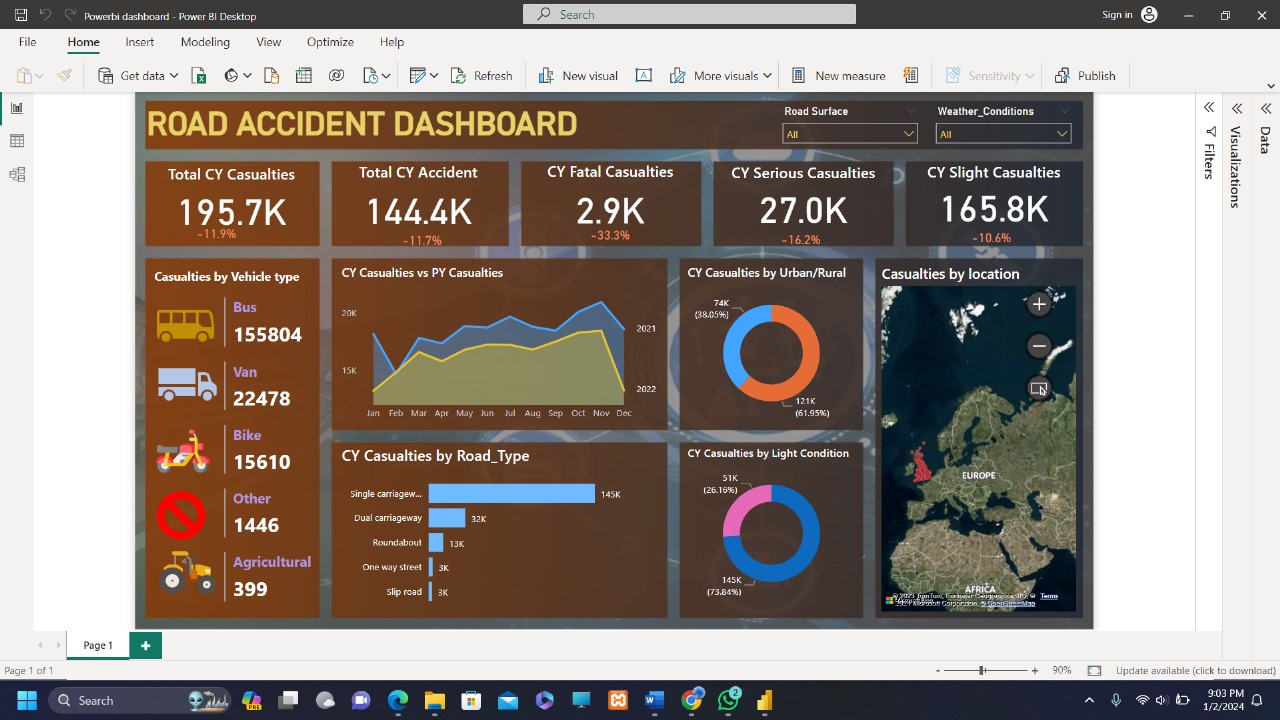 Powerbi dashboard - Power BI Desktop
Search
Sign in
File Home Insert Modeling View Optimize Help
Get data Refresh New visual More visuals New measure Sensitivity Publish
ROAD ACCIDENT DASHBOARD
Road Surface
All
Weather_Conditions
All
Filters
Visualizations
Data
Total CY Casualties
195.7K
-11.9%
Total CY Accident
144.4K
-11.7%
CY Fatal Casualties
2.9K
-33.3%
CY Serious Casualties
27.0K
-16.2%
CY Slight Casualties
165.8K
-10.6%
Casualties by Vehicle type
Bus
155804
Van
22478
Bike
15610
Other
1446
Agricultural
399
CY Casualties vs PY Casualties
20K
15K
2021
2022
Jan Feb Mar Apr May Jun Jul Aug Sep Oct Nov Dec
CY Casualties by Road_Type
Single carriagew... 145K
Dual carriageway 32K
Roundabout 13K
One way street 3K
Slip road 3K
CY Casualties by Urban/Rural
74K
(38.05%)
121K
(61.95%)
CY Casualties by Light Condition
51K
(26.16%)
145K
(73.84%)
Casualties by location
EUROPE
AFRICA
Terms
© OpenStreetMap
Page 1
Page 1 of 1
90%
Update available (click to download)
Search
PRE
2
9:03 PM
1/2/2024